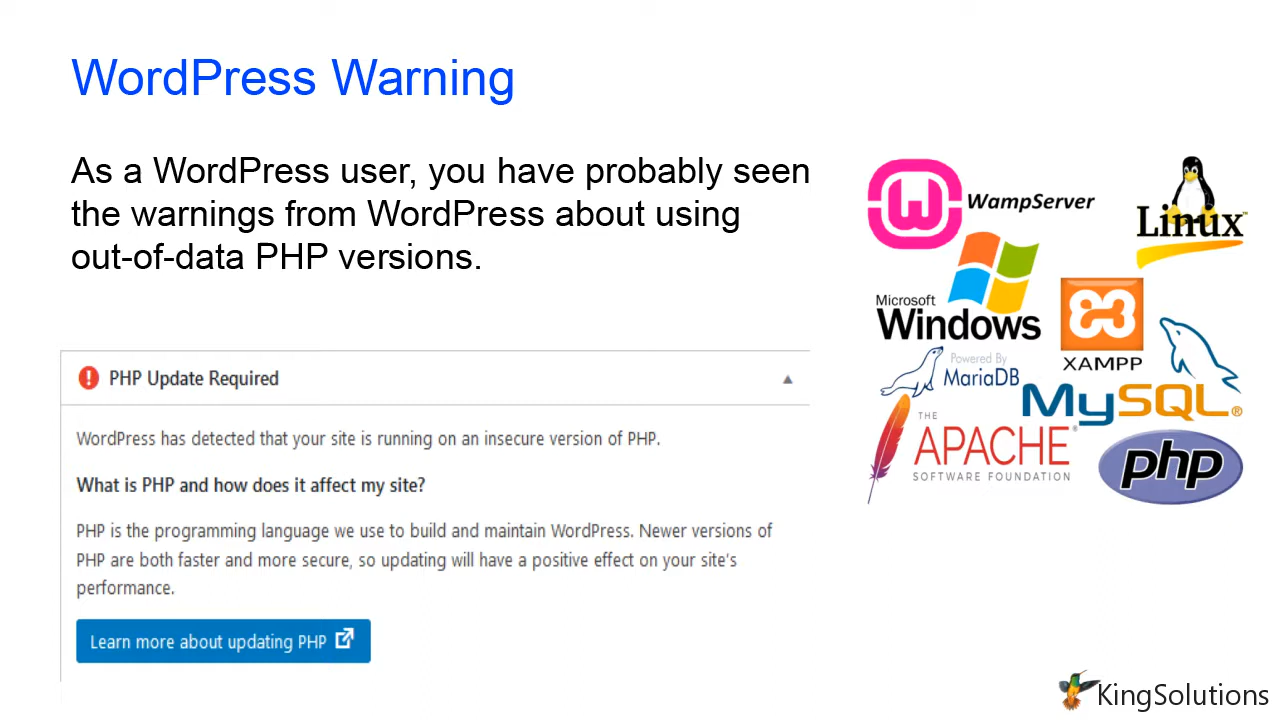 WordPress Warning
As a WordPress user, you have probably seen
the warnings from WordPress about using
out-of-data PHP versions.
PHP Update Required
WordPress has detected that your site is running on an insecure version of PHP.
What is PHP and how does it affect my site?
PHP is the programming language we use to build and maintain WordPress. Newer versions of
PHP are both faster and more secure, so updating will have a positive effect on your site's
performance.
Learn more about updating PHP
W WampServer
Linux™
Microsoft
Windows
XAMPP
Powered By
MariaDB
MySQL®
THE
APACHE®
SOFTWARE FOUNDATION
php
KingSolutions